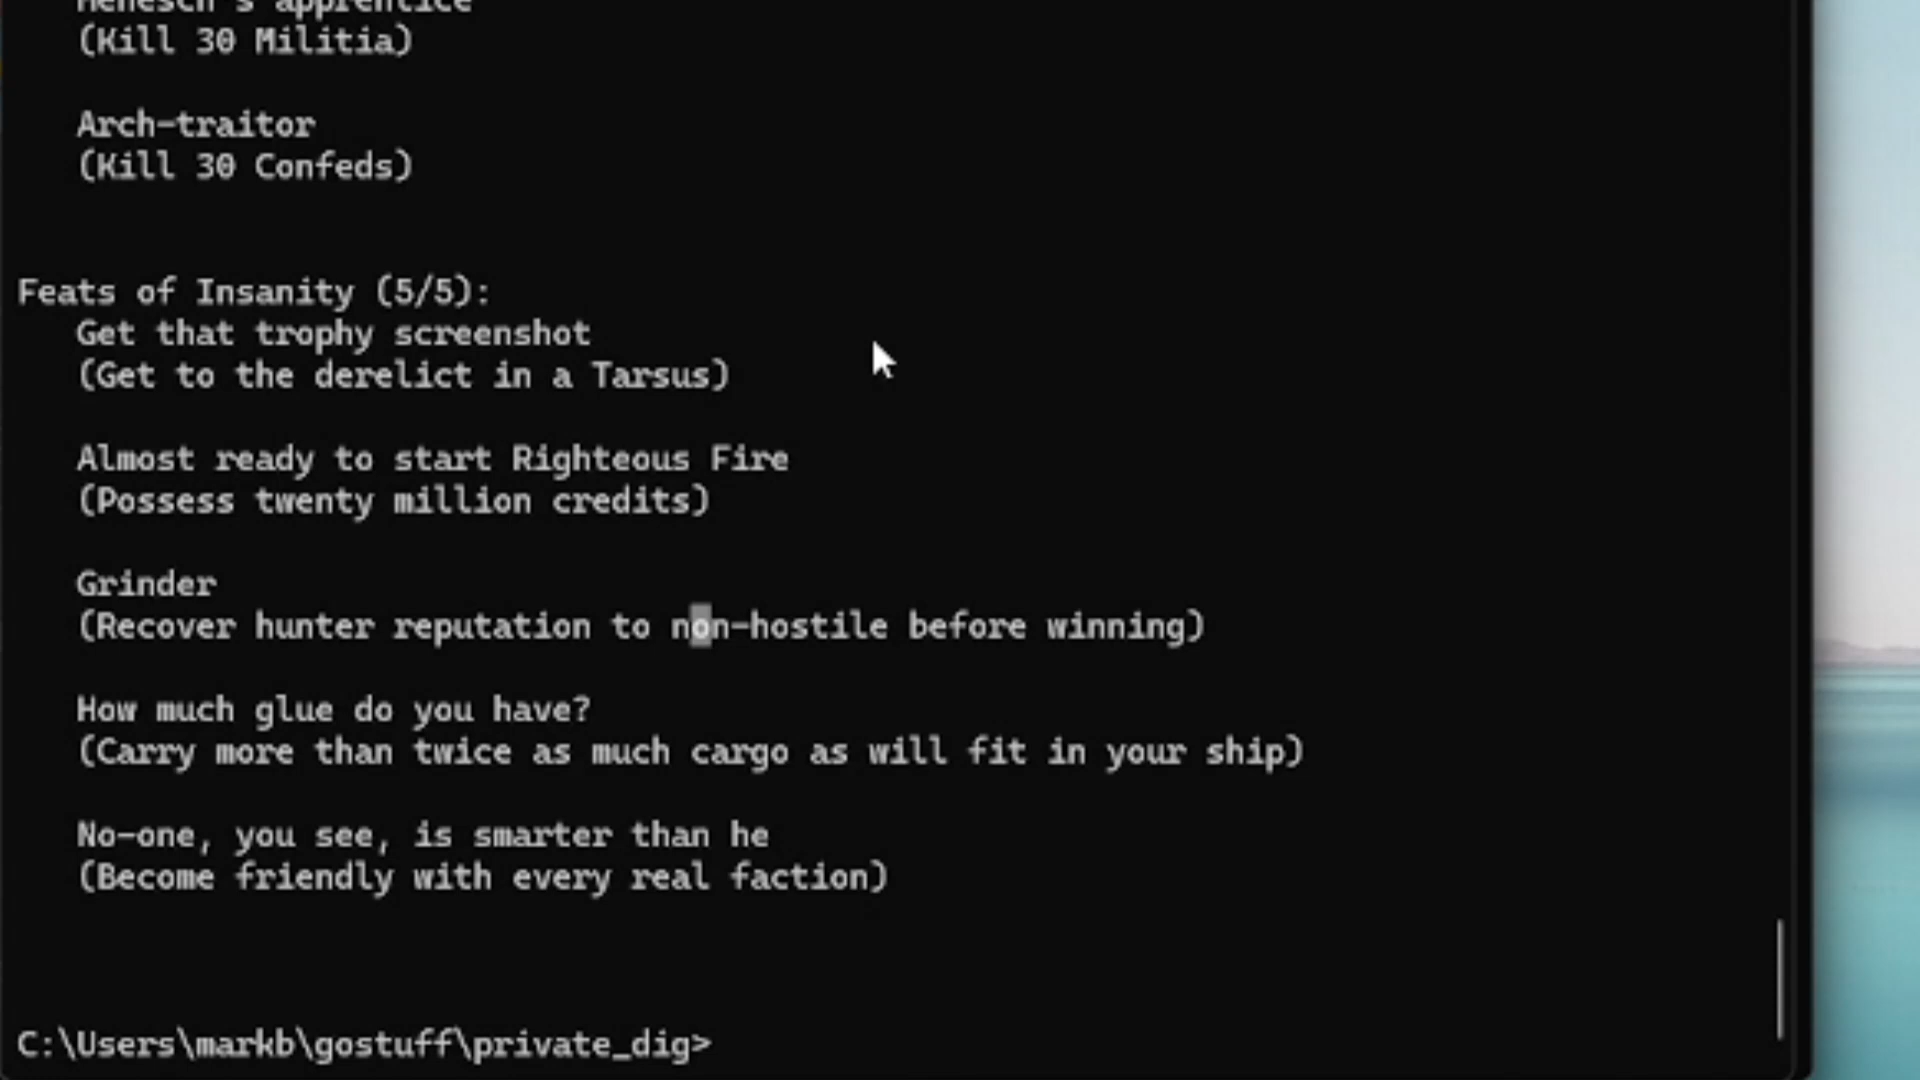 Menesch's apprentice
(Kill 30 Militia)
Arch-traitor
(Kill 30 Confeds)
Feats of Insanity (5/5):
Get that trophy screenshot
(Get to the derelict in a Tarsus)
Almost ready to start Righteous Fire
(Possess twenty million credits)
Grinder
(Recover hunter reputation to non-hostile before winning)
How much glue do you have?
(Carry more than twice as much cargo as will fit in your ship)
No-one, you see, is smarter than he
(Become friendly with every real faction)
C:\Users\markb\gostuff\private_dig>